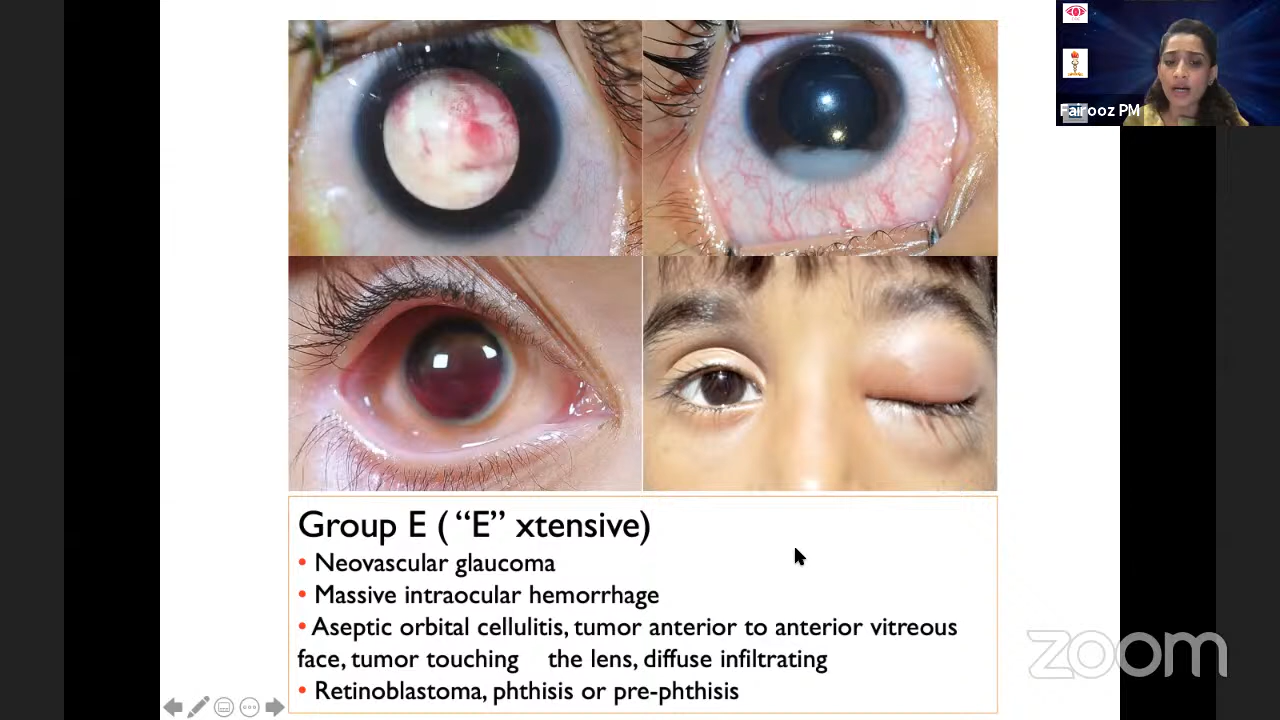 Fairooz PM
Group E ( “E” xtensive)
• Neovascular glaucoma
• Massive intraocular hemorrhage
• Aseptic orbital cellulitis, tumor anterior to anterior vitreous
face, tumor touching the lens, diffuse infiltrating
• Retinoblastoma, phthisis or pre-phthisis
zoom